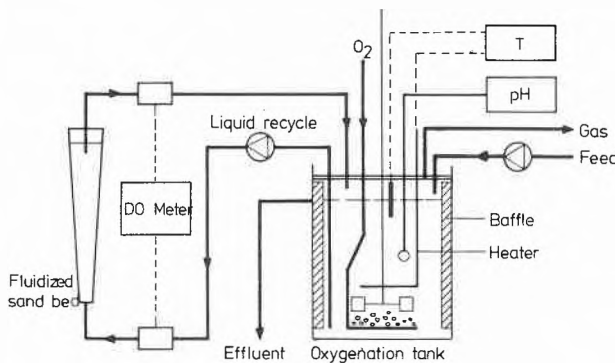 O2
T
pH
Gas
Liquid recycle
Feed
DO Meter
Baffle
Heater
Fluidized
sand bed
Effluent
Oxygenation tank